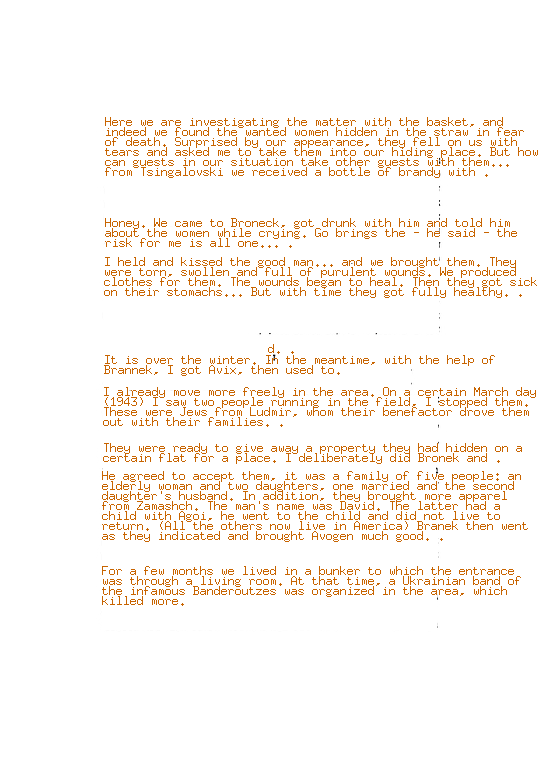 Here we are investigating the matter with the basket, and
indeed we found the wanted women hidden in the straw in fear
of death. Surprised by our appearance, they fell on us with
tears and asked me to take them into our hiding place. But how
can guests in our situation take other guests with them...
from Tsingalovski we received a bottle of brandy with .
Honey. We came to Broneck, got drunk with him and told him
about the women while crying. Go brings the - he said - the
risk for me is all one... .
I held and kissed the good man... and we brought them. They
were torn, swollen and full of purulent wounds. We produced
clothes for them. The wounds began to heal. Then they got sick
on their stomachs... But with time they got fully healthy. .
d. .
It is over the winter. In the meantime, with the help of
Brannek, I got Avix, then used to.
I already move more freely in the area. On a certain March day
(1943) I saw two people running in the field, I stopped them.
These were Jews from Ludmir, whom their benefactor drove them
out with their families. .
They were ready to give away a property they had hidden on a
certain flat for a place. I deliberately did Bronek and .
He agreed to accept them, it was a family of five people: an
elderly woman and two daughters, one married and the second
daughter's husband. In addition, they brought more apparel
from Zamashch. The man's name was David. The latter had a
child with Agoi, he went to the child and did not live to
return. (All the others now live in America) Branek then went
as they indicated and brought Avogen much good. .
For a few months we lived in a bunker to which the entrance
was through a living room. At that time, a Ukrainian band of
the infamous Banderoutzes was organized in the area, which
killed more.